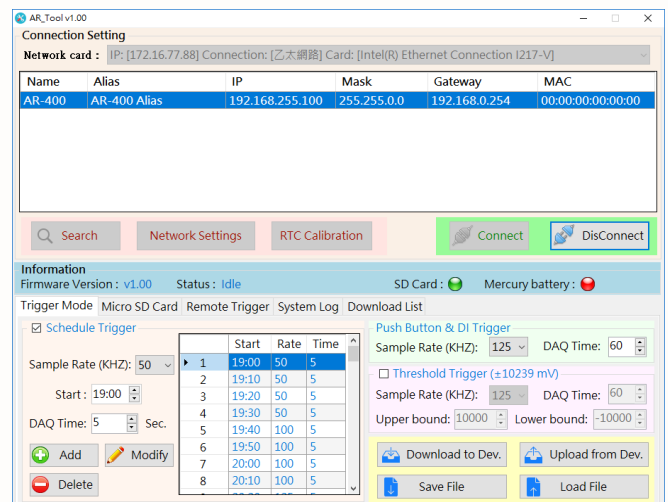 AR_Tool v1.00
Connection Setting
Network card : IP: [172.16.77.88] Connection: [乙太網路] Card: [Intel(R) Ethernet Connection I217-V]
Name Alias IP Mask Gateway MAC
AR-400 AR-400 Alias 192.168.255.100 255.255.0.0 192.168.0.254 00:00:00:00:00:00
Search Network Settings RTC Calibration Connect DisConnect
Information
Firmware Version : v1.00 Status : Idle SD Card : Mercury battery :
Trigger Mode Micro SD Card Remote Trigger System Log Download List
Schedule Trigger
Sample Rate (KHZ): 50
Start : 19:00
DAQ Time: 5 Sec.
Add Modify
Delete
Start Rate Time
1 19:00 50 5
2 19:10 50 5
3 19:20 50 5
4 19:30 50 5
5 19:40 100 5
6 19:50 100 5
7 20:00 100 5
8 20:10 100 5
Push Button & DI Trigger
Sample Rate (KHZ): 125 DAQ Time: 60
Threshold Trigger (±10239 mV)
Sample Rate (KHZ): 125 DAQ Time: 60
Upper bound: 10000 Lower bound: -10000
Download to Dev. Upload from Dev.
Save File Load File